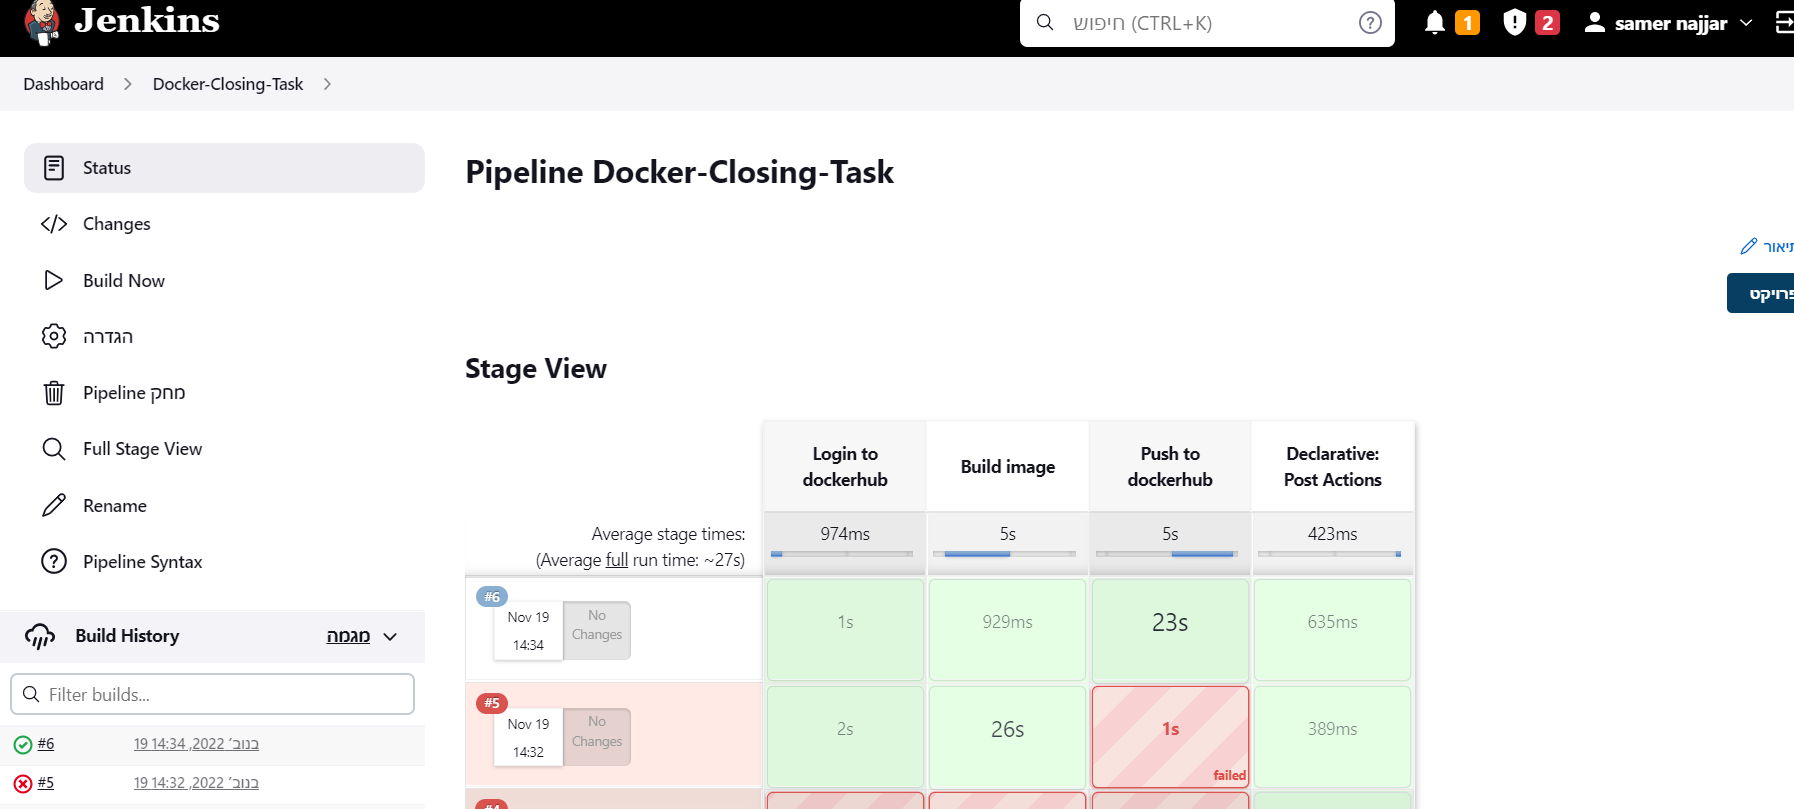 Jenkins
חיפוש (CTRL+K)
1
2
samer najjar
Dashboard
Docker-Closing-Task
Status
Changes
Build Now
הגדרה
מחק Pipeline
Full Stage View
Rename
Pipeline Syntax
Build History
מגמה
Filter builds...
#6
19 בנוב׳ 2022, 14:34
#5
19 בנוב׳ 2022, 14:32
Pipeline Docker-Closing-Task
Stage View
Login to
dockerhub
Build image
Push to
dockerhub
Declarative:
Post Actions
Average stage times:
(Average full run time: ~27s)
974ms
5s
5s
423ms
#6
Nov 19
14:34
No
Changes
1s
929ms
23s
635ms
#5
Nov 19
14:32
No
Changes
2s
26s
1s
failed
389ms